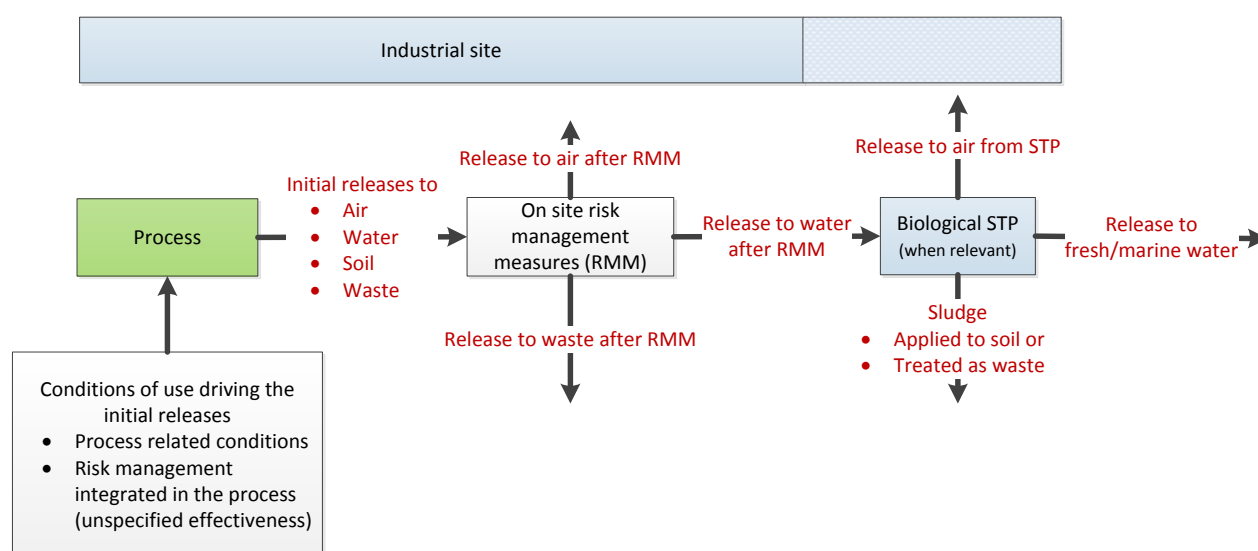 Industrial site
Release to air after RMM
Release to air from STP
Initial releases to
• Air
• Water
• Soil
• Waste
Process
On site risk
management
measures (RMM)
Release to water
after RMM
Biological STP
(when relevant)
Release to
fresh/marine water
Release to waste after RMM
Sludge
• Applied to soil or
• Treated as waste
Conditions of use driving the
initial releases
• Process related conditions
• Risk management
integrated in the process
(unspecified effectiveness)